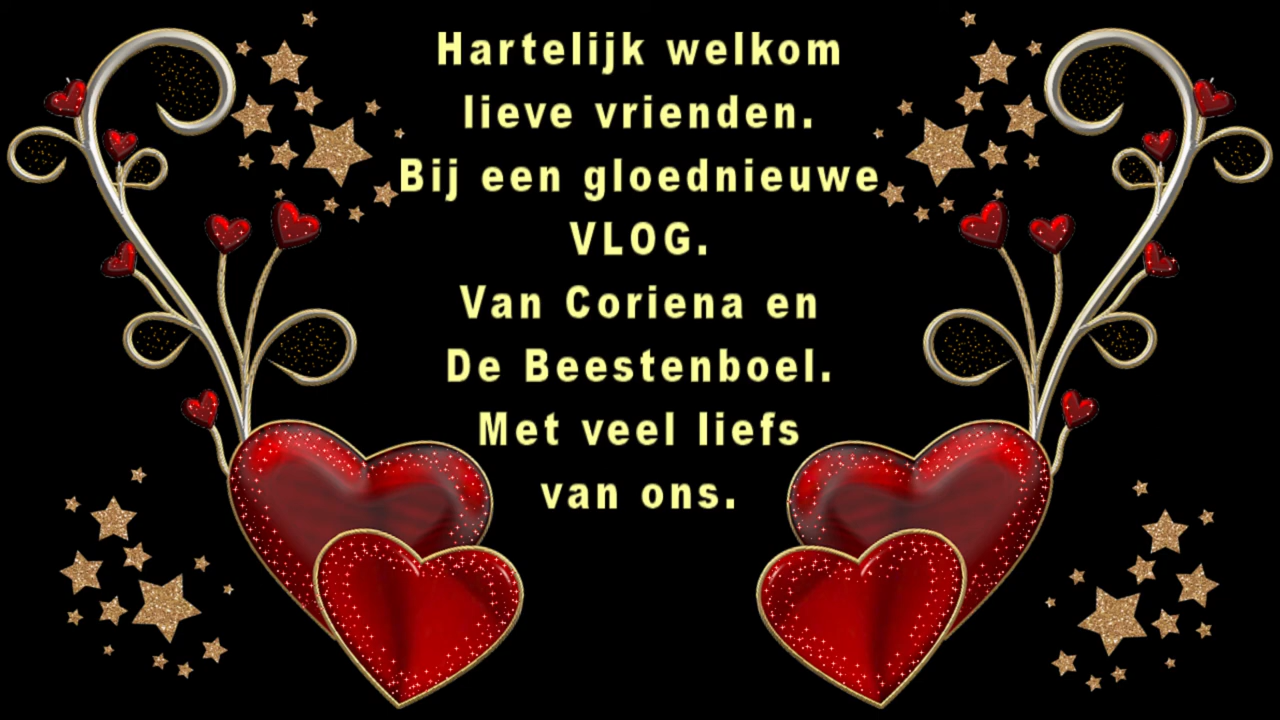 Hartelijk welkom
lieve vrienden.
Bij een gloednieuwe
VLOG.
Van Coriena en
De Beestenboel.
Met veel liefs
van ons.